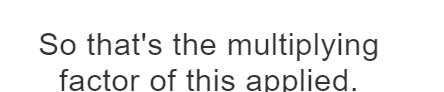 So that's the multiplying
factor of this applied.